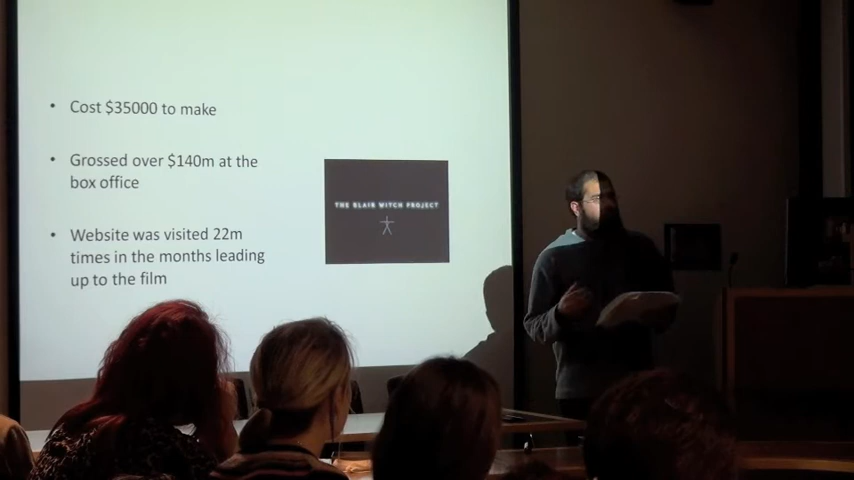 • Cost $35000 to make
• Grossed over $140m at the
box office
• Website was visited 22m
times in the months leading
up to the film
THE BLAIR WITCH PROJECT